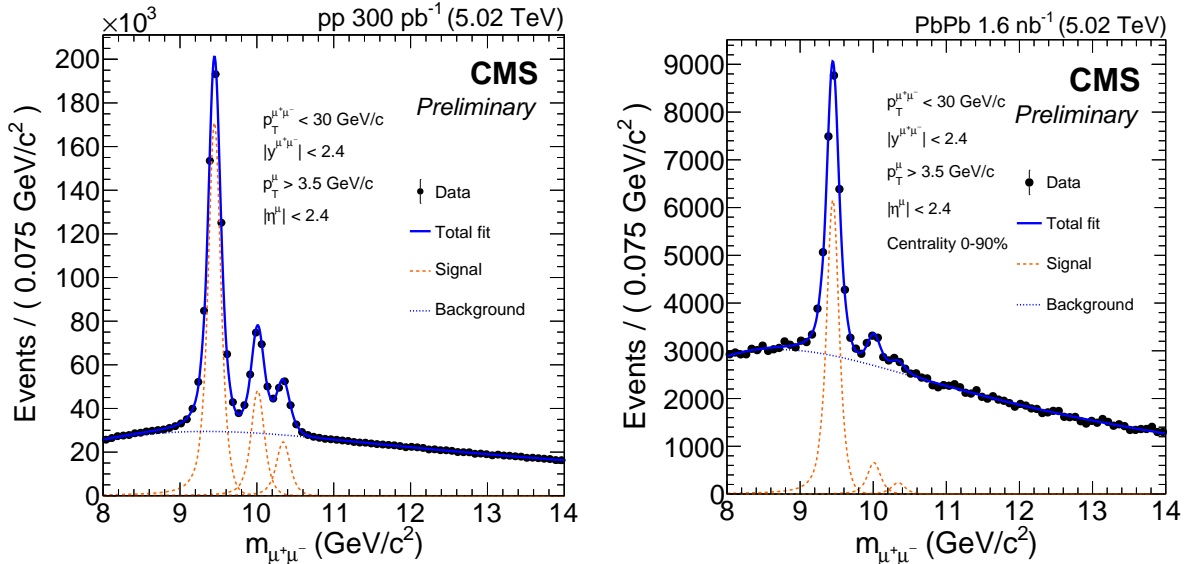 ×10³ pp 300 pb⁻¹ (5.02 TeV)
CMS
Preliminary
p_T^{μ⁺μ⁻} < 30 GeV/c
|y^{μ⁺μ⁻}| < 2.4
p_T^μ > 3.5 GeV/c
|η^μ| < 2.4
Data
Total fit
Signal
Background
200
180
160
140
120
100
80
60
40
20
0
8 9 10 11 12 13 14
Events / ( 0.075 GeV/c² )
m_{μ⁺μ⁻} (GeV/c²)
PbPb 1.6 nb⁻¹ (5.02 TeV)
CMS
Preliminary
p_T^{μ⁺μ⁻} < 30 GeV/c
|y^{μ⁺μ⁻}| < 2.4
p_T^μ > 3.5 GeV/c
|η^μ| < 2.4
Centrality 0-90%
Data
Total fit
Signal
Background
9000
8000
7000
6000
5000
4000
3000
2000
1000
0
8 9 10 11 12 13 14
Events / ( 0.075 GeV/c² )
m_{μ⁺μ⁻} (GeV/c²)